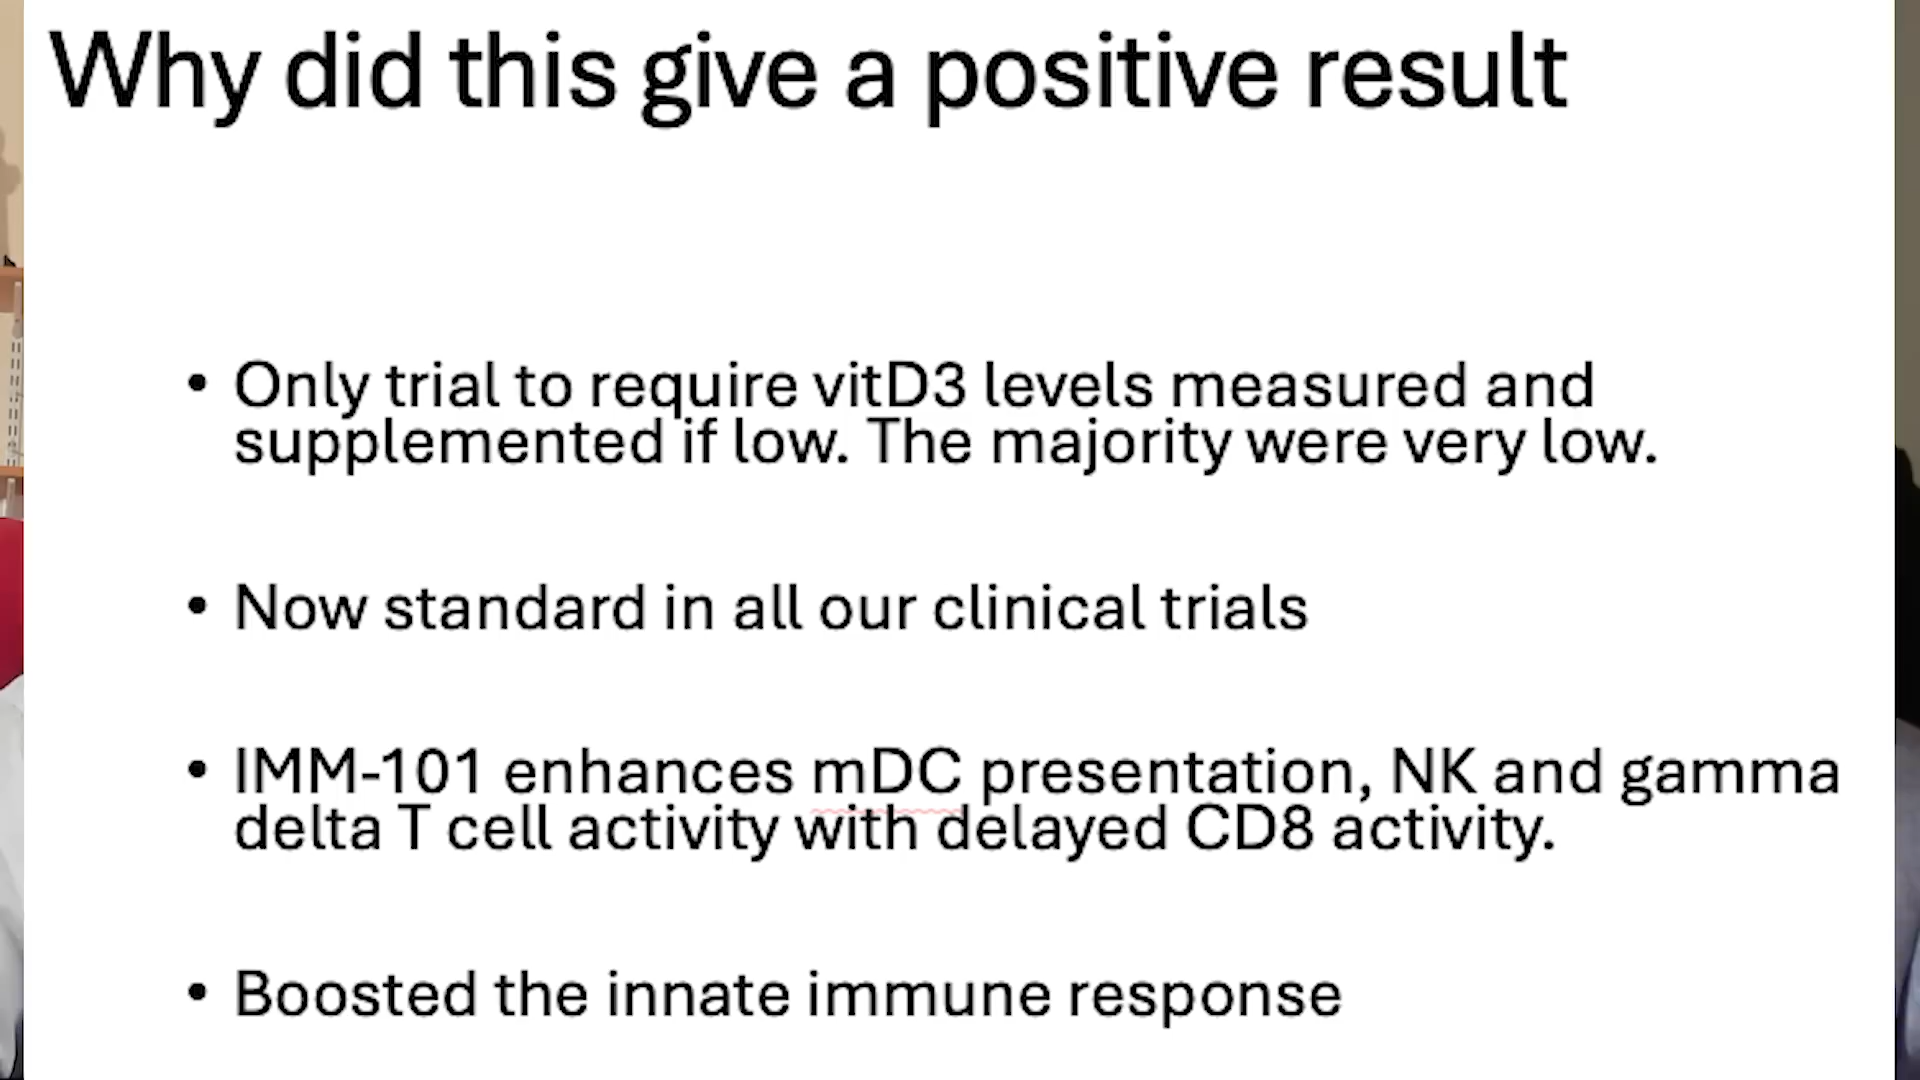 Why did this give a positive result
• Only trial to require vitD3 levels measured and
supplemented if low. The majority were very low.
• Now standard in all our clinical trials
• IMM-101 enhances mDC presentation, NK and gamma
delta T cell activity with delayed CD8 activity.
• Boosted the innate immune response